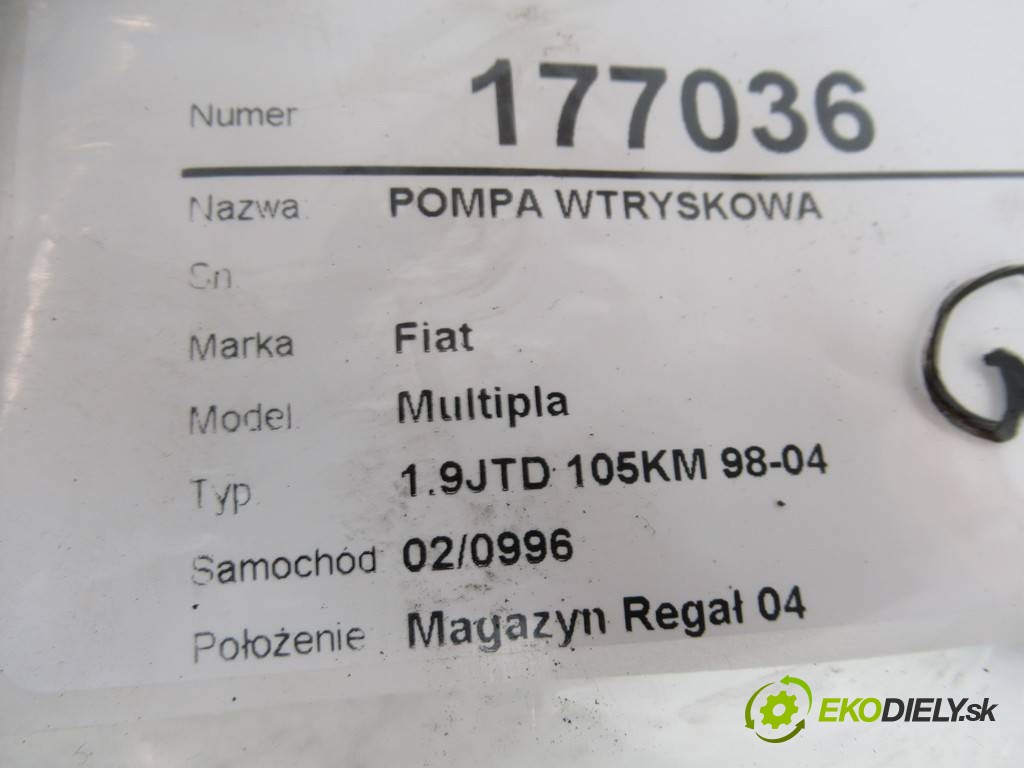 Numer 177036
Nazwa: POMPA WTRYSKOWA
Sn.
Marka Fiat
Model. Multipla
Typ 1.9JTD 105KM 98-04
Samochód 02/0996
Położenie Magazyn Regał 04
EKODIELY.sk